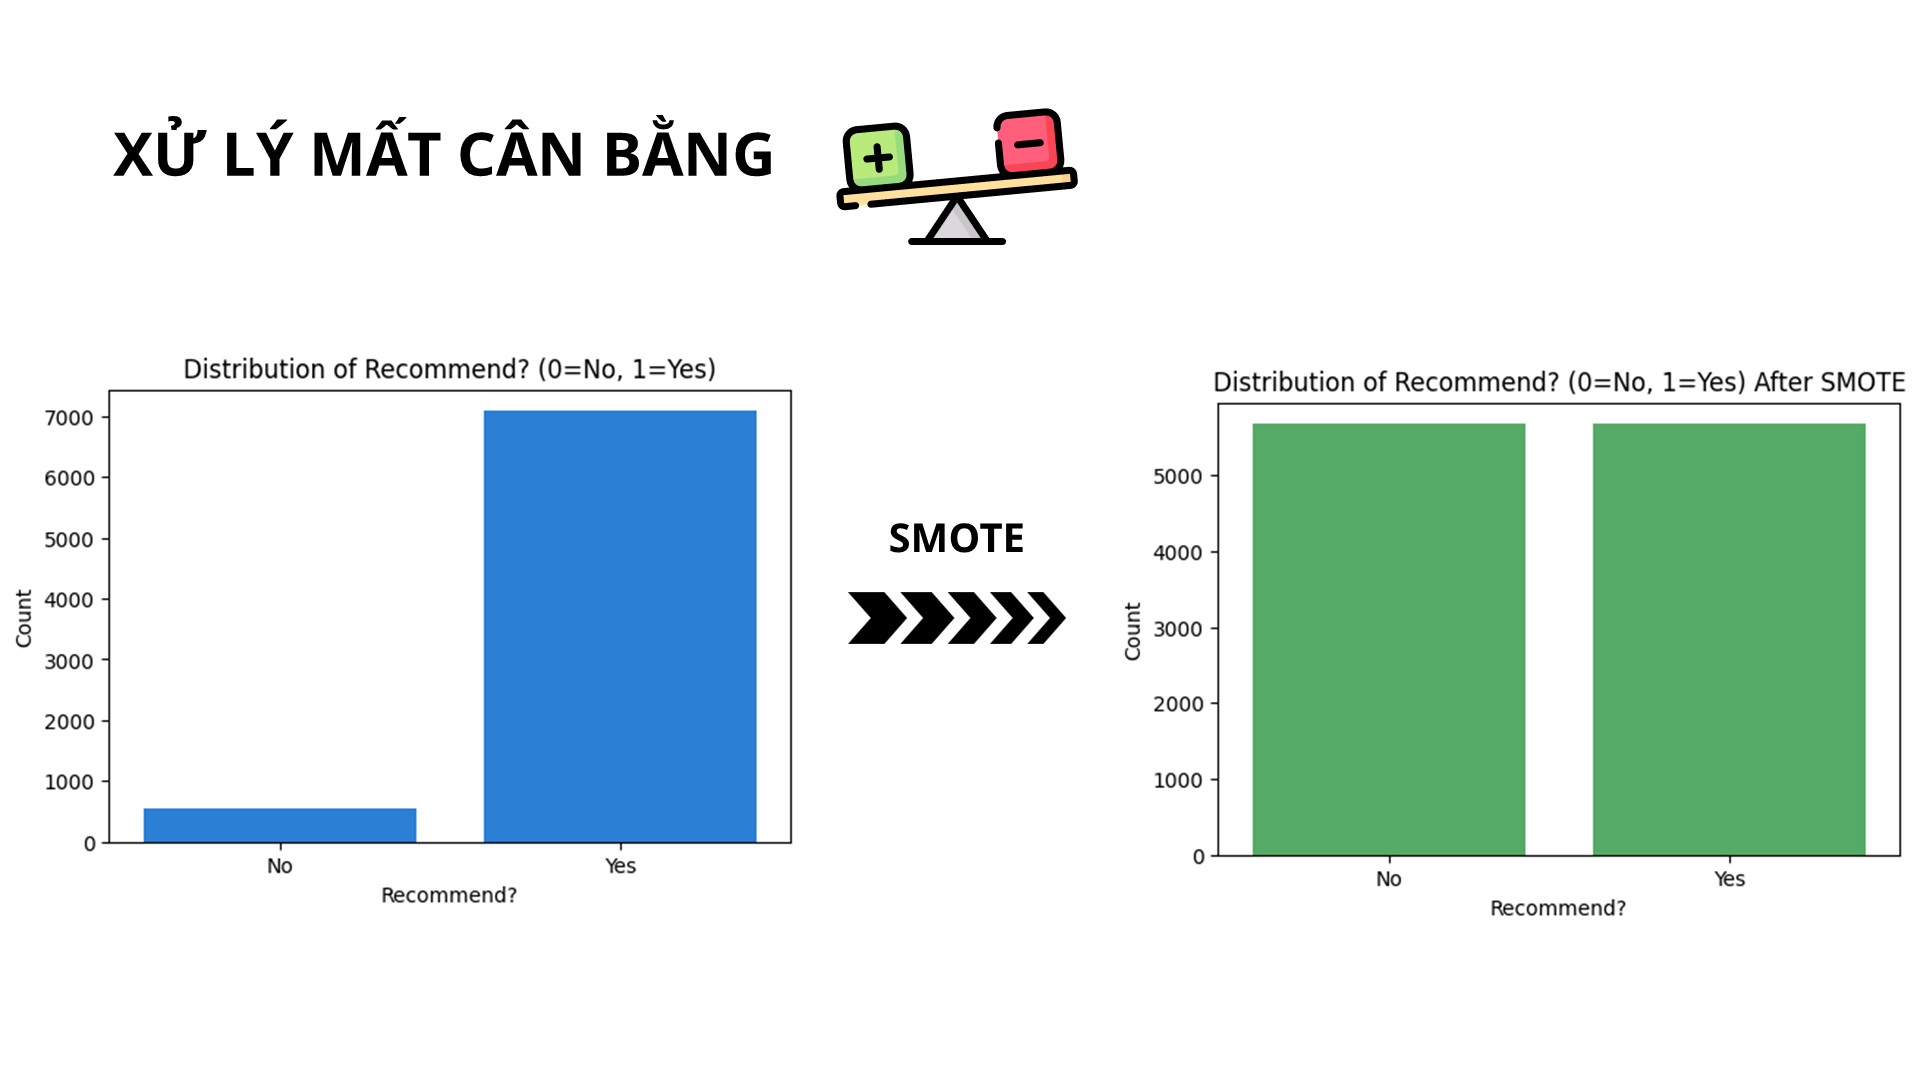 XỬ LÝ MẤT CÂN BẰNG
Distribution of Recommend? (0=No, 1=Yes)
7000
6000
5000
4000
3000
2000
1000
0
Count
No Yes
Recommend?
SMOTE
Distribution of Recommend? (0=No, 1=Yes) After SMOTE
5000
4000
3000
2000
1000
0
Count
No Yes
Recommend?